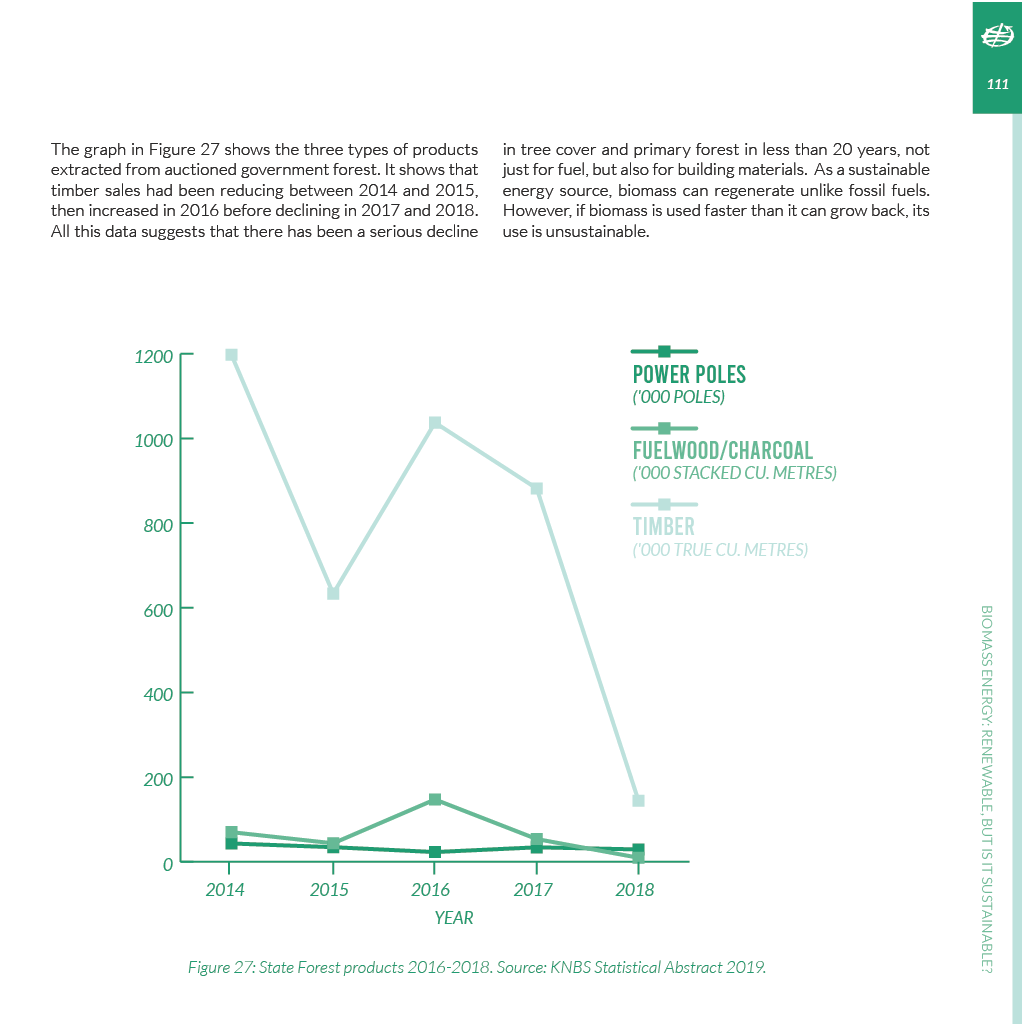 111
The graph in Figure 27 shows the three types of products
extracted from auctioned government forest. It shows that
timber sales had been reducing between 2014 and 2015,
then increased in 2016 before declining in 2017 and 2018.
All this data suggests that there has been a serious decline
in tree cover and primary forest in less than 20 years, not
just for fuel, but also for building materials. As a sustainable
energy source, biomass can regenerate unlike fossil fuels.
However, if biomass is used faster than it can grow back, its
use is unsustainable.
1200
1000
800
600
400
200
0
2014 2015 2016 2017 2018
YEAR
POWER POLES
('000 POLES)
FUELWOOD/CHARCOAL
('000 STACKED CU. METRES)
TIMBER
('000 TRUE CU. METRES)
Figure 27: State Forest products 2016-2018. Source: KNBS Statistical Abstract 2019.
BIOMASS ENERGY: RENEWABLE, BUT IS IT SUSTAINABLE?